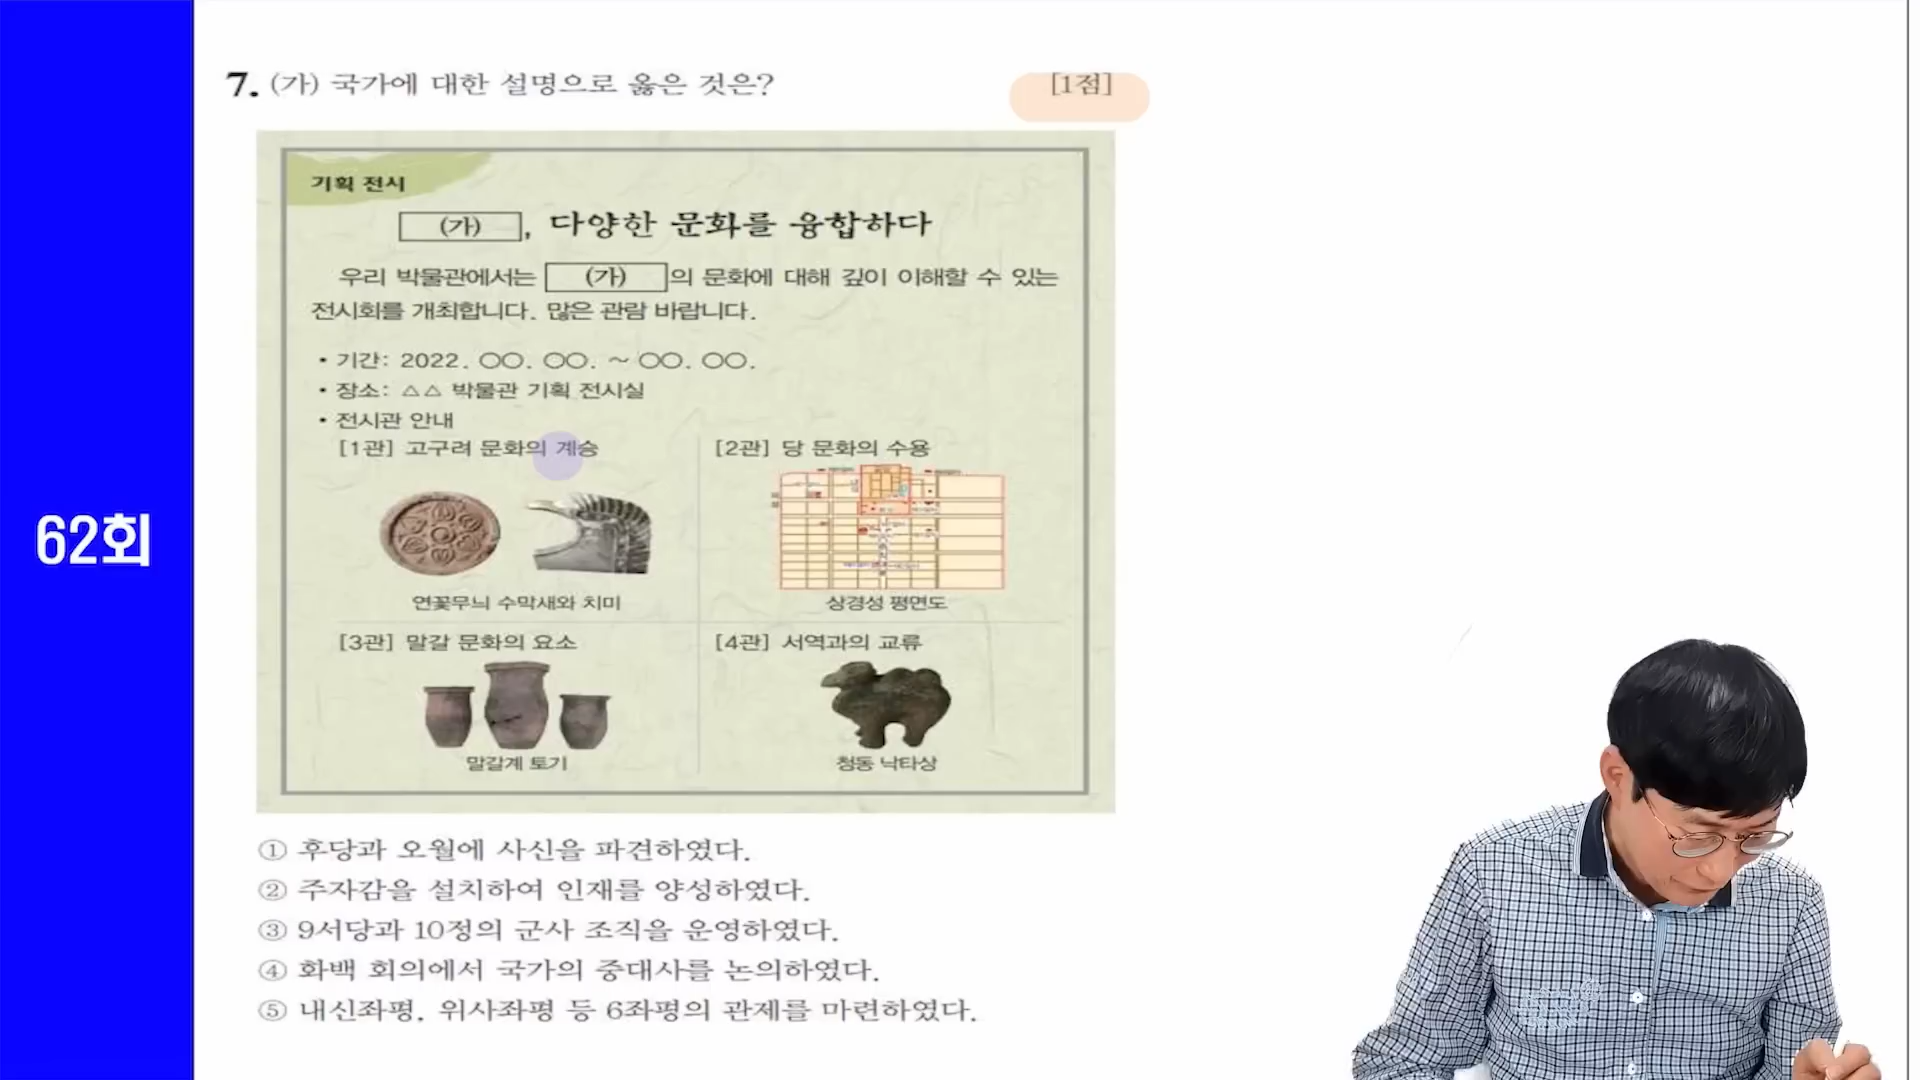 62회
7. (가) 국가에 대한 설명으로 옳은 것은? [1점]
기획 전시
(가), 다양한 문화를 융합하다
우리 박물관에서는 (가)의 문화에 대해 깊이 이해할 수 있는
전시회를 개최합니다. 많은 관람 바랍니다.
• 기간: 2022. ○○. ○○. ~ ○○. ○○.
• 장소: △△ 박물관 기획 전시실
• 전시관 안내
[1관] 고구려 문화의 계승
연꽃무늬 수막새와 치미
[2관] 당 문화의 수용
상경성 평면도
[3관] 말갈 문화의 요소
말갈계 토기
[4관] 서역과의 교류
청동 낙타상
① 후당과 오월에 사신을 파견하였다.
② 주자감을 설치하여 인재를 양성하였다.
③ 9서당과 10정의 군사 조직을 운영하였다.
④ 화백 회의에서 국가의 중대사를 논의하였다.
⑤ 내신좌평, 위사좌평 등 6좌평의 관제를 마련하였다.